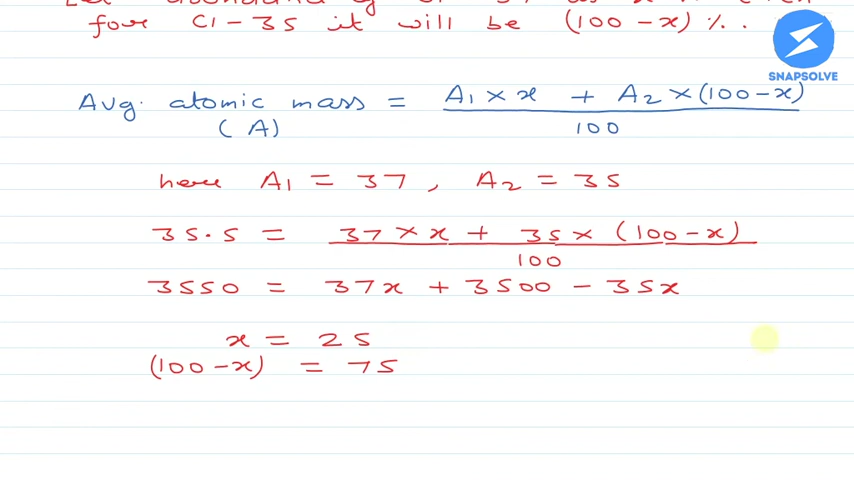 for Cl-35 it will be (100-x) %.
SNAPSOLVE
Avg. atomic mass = A1 × x + A2 × (100-x)
(A) 100
here A1 = 37, A2 = 35
35.5 = 37 × x + 35 × (100-x)
100
3550 = 37x + 3500 - 35x
x = 25
(100-x) = 75